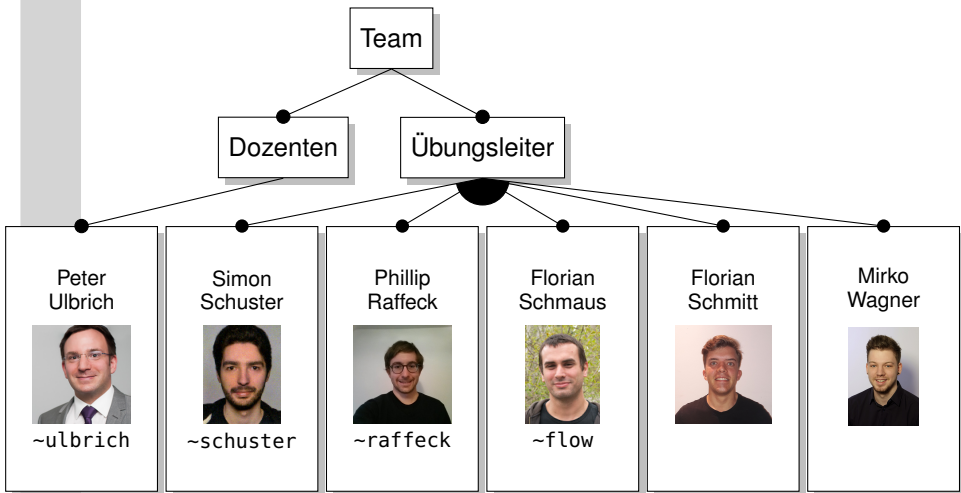 Team
Dozenten
Übungsleiter
Peter
Ulbrich
~ulbrich
Simon
Schuster
~schuster
Phillip
Raffeck
~raffeck
Florian
Schmaus
~flow
Florian
Schmitt
Mirko
Wagner